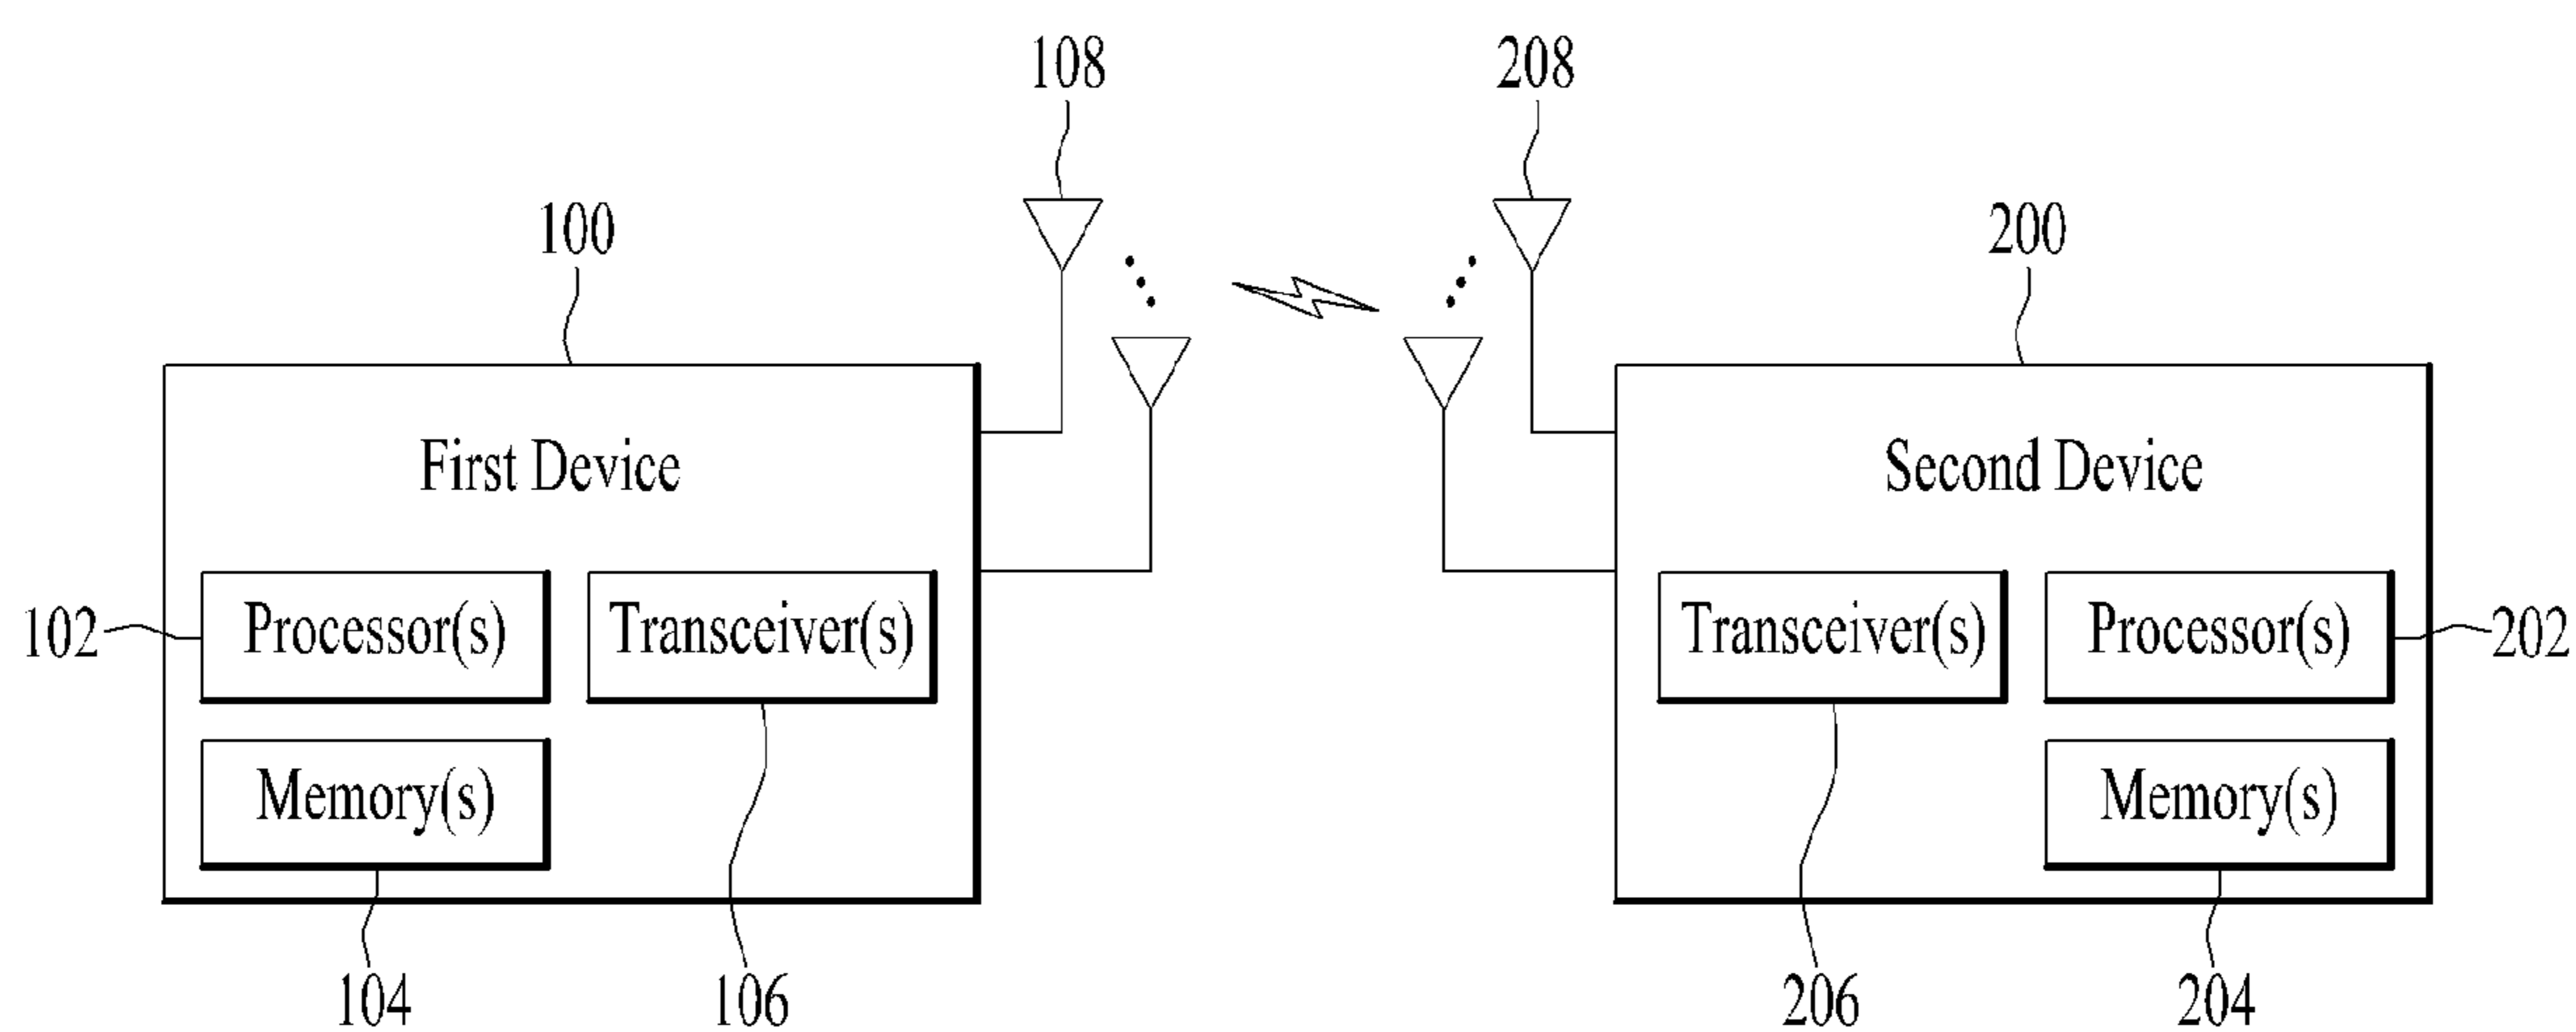 108
208
100
200
First Device
Second Device
102
Processor(s)
Transceiver(s)
Transceiver(s)
Processor(s)
202
Memory(s)
Memory(s)
104
106
206
204